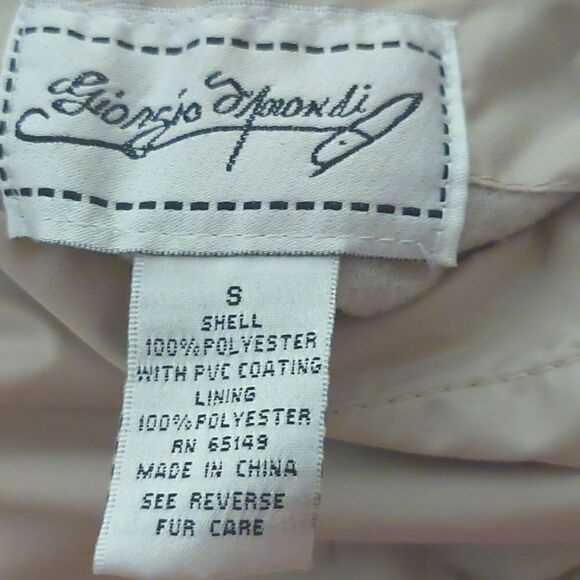 Giorgio
S
SHELL
100%POLYESTER
WITH PVC COATING
LINING
100%POLYESTER
RN 65149
MADE IN CHINA
SEE REVERSE
FUR CARE